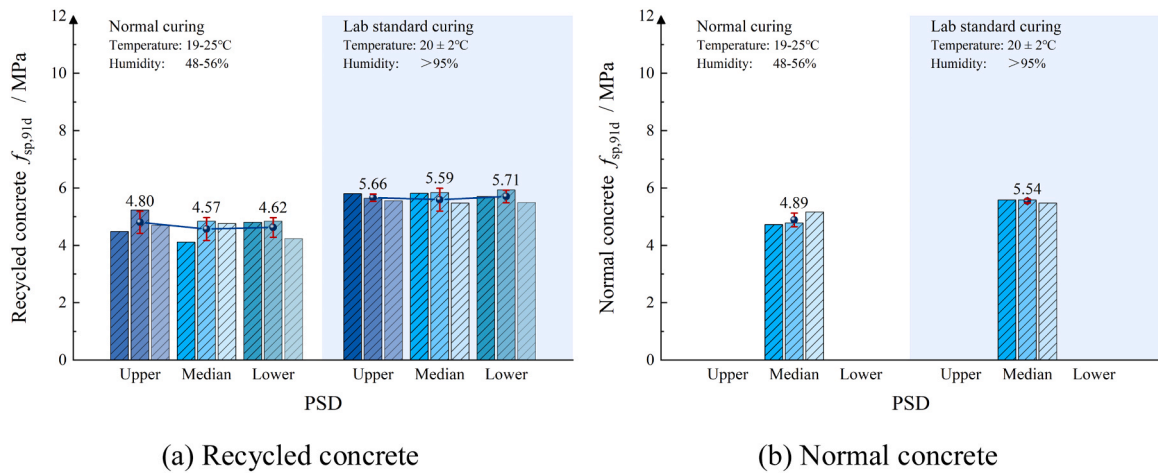 Recycled concrete fsp,91d / MPa
12
10
8
6
4
2
0
Normal curing
Temperature: 19-25℃
Humidity: 48-56%
Lab standard curing
Temperature: 20 ± 2℃
Humidity: ＞95%
4.80
4.57
4.62
5.66
5.59
5.71
Upper
Median
Lower
Upper
Median
Lower
PSD
(a) Recycled concrete
Normal concrete fsp,91d / MPa
12
10
8
6
4
2
0
Normal curing
Temperature: 19-25℃
Humidity: 48-56%
Lab standard curing
Temperature: 20 ± 2℃
Humidity: ＞95%
4.89
5.54
Upper
Median
Lower
Upper
Median
Lower
PSD
(b) Normal concrete